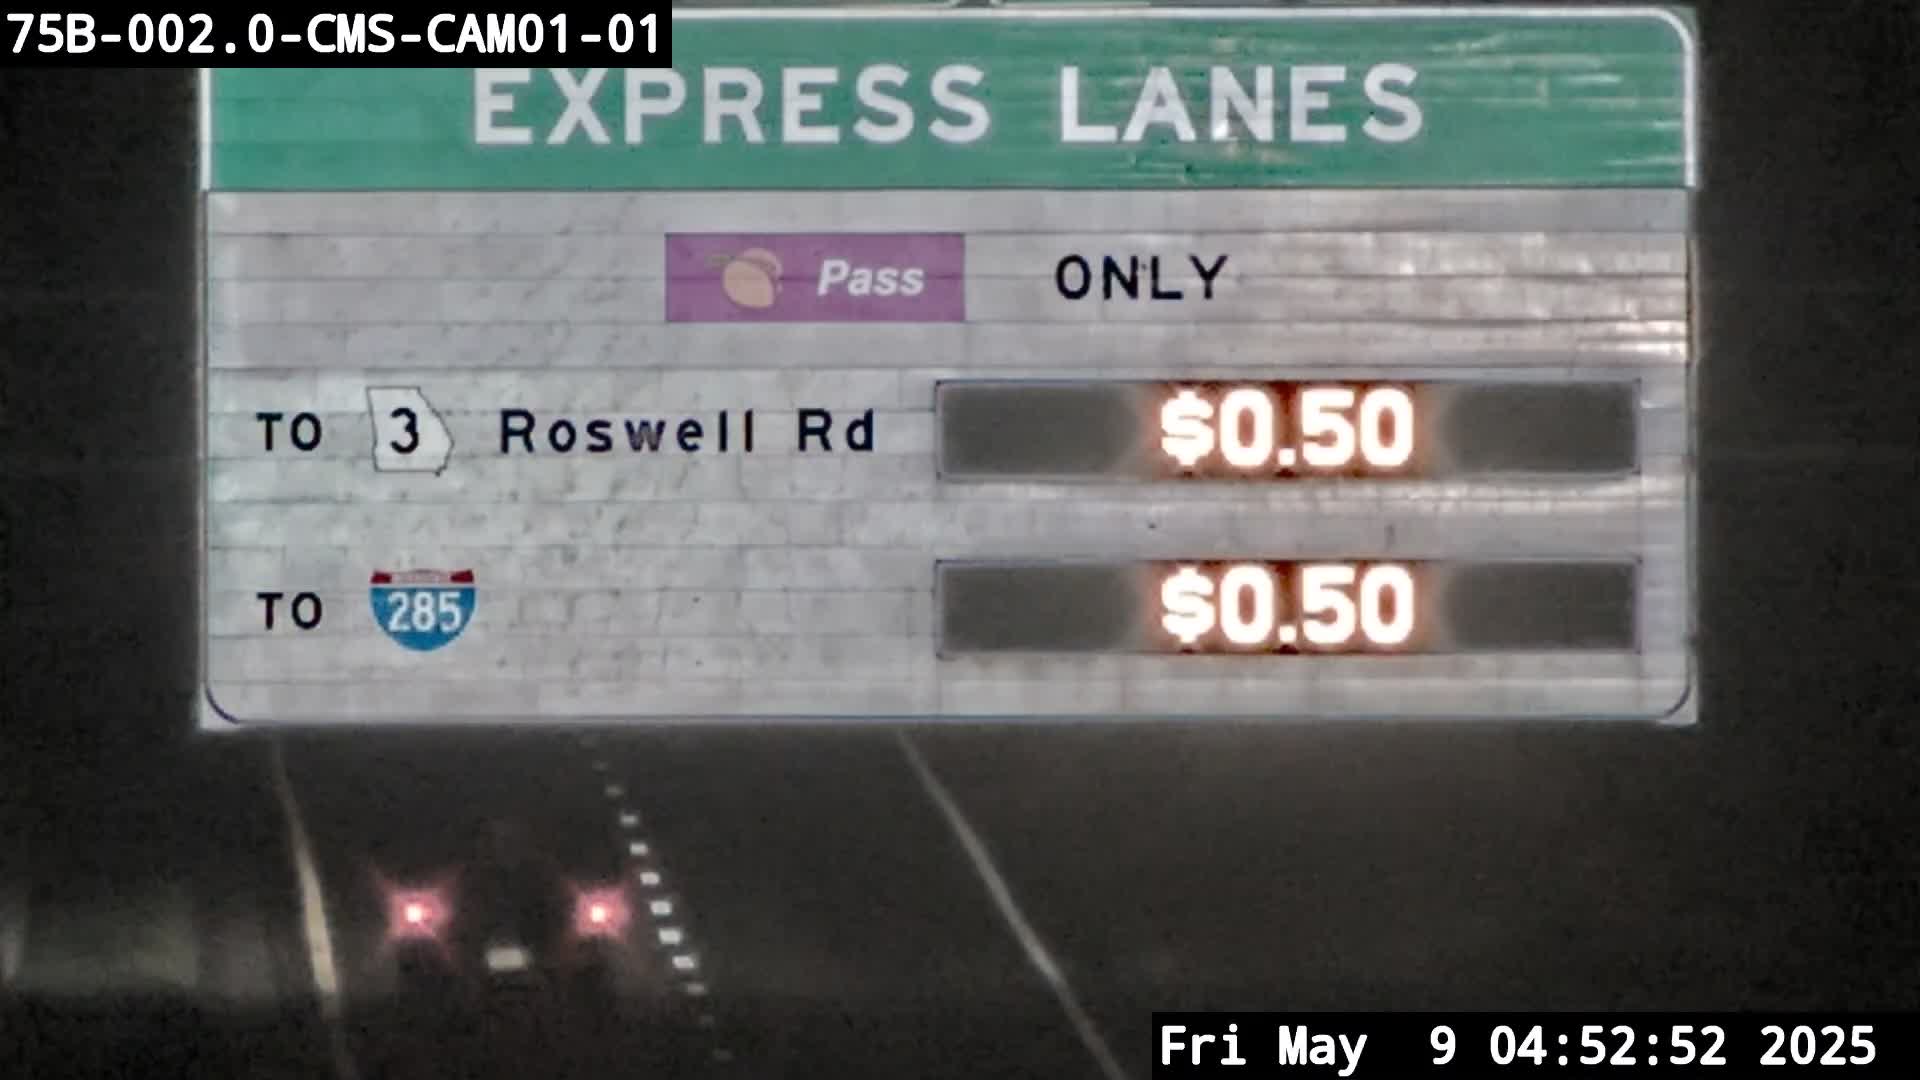 75B-002.0-CMS-CAM01-01
EXPRESS LANES
Pass ONLY
TO 3 Roswell Rd $0.50
TO 285 $0.50
Fri May 9 04:52:52 2025